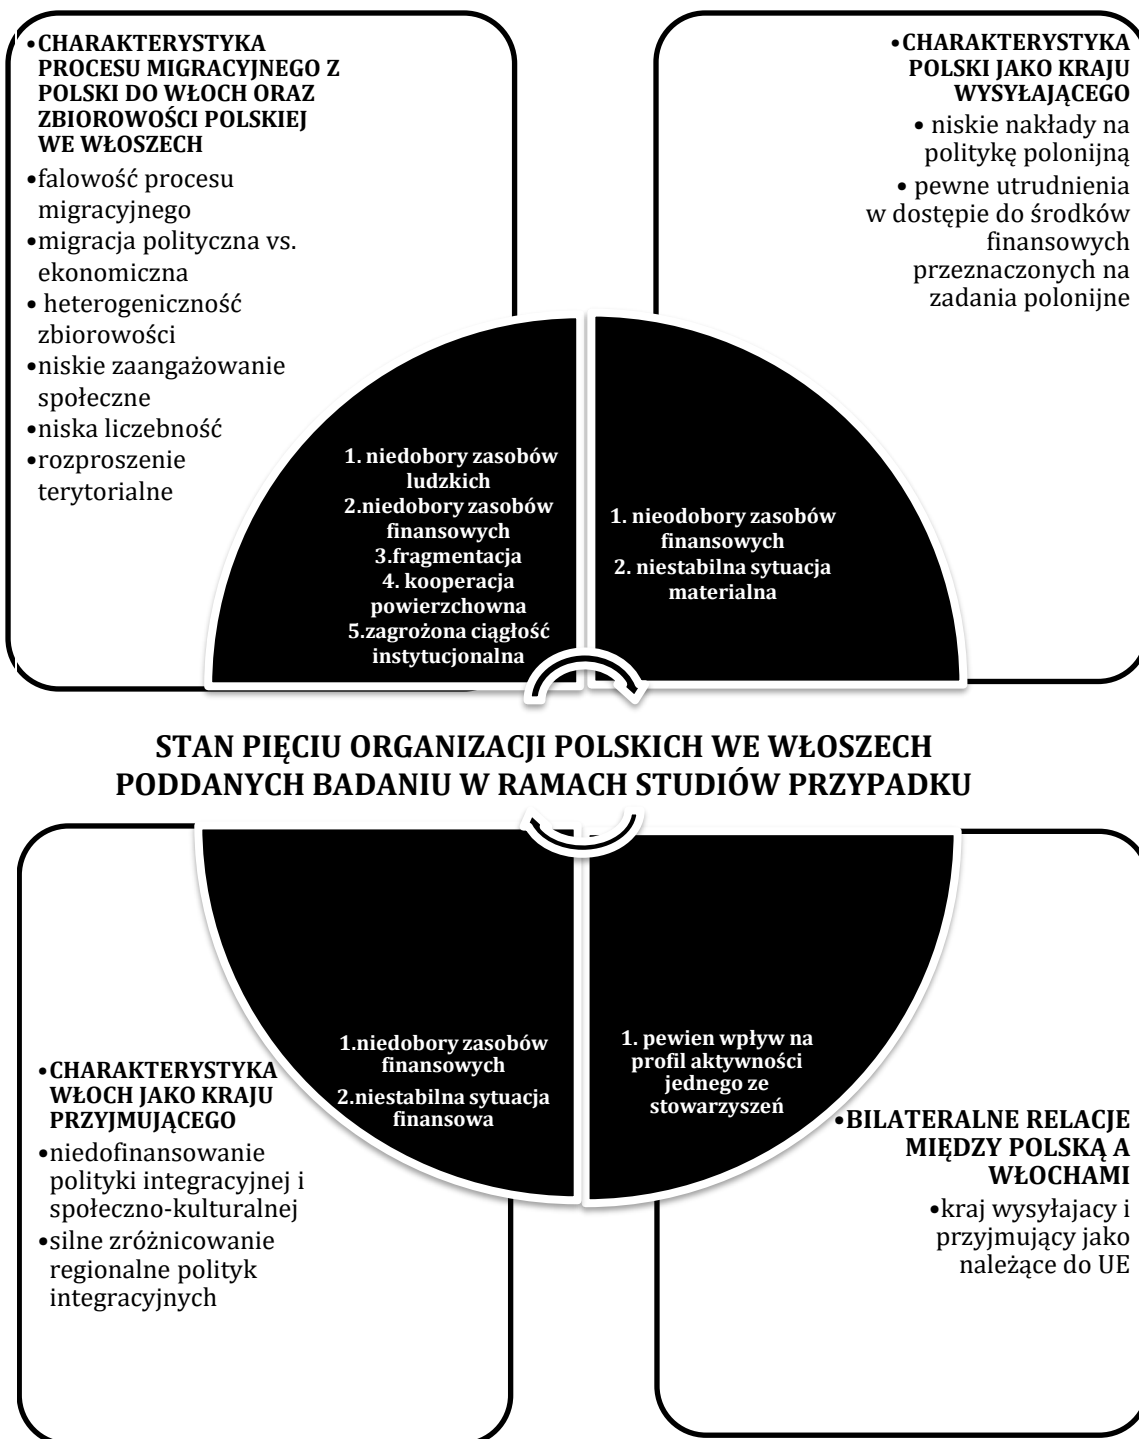 •CHARAKTERYSTYKA
PROCESU MIGRACYJNEGO Z
POLSKI DO WŁOCH ORAZ
ZBIOROWOŚCI POLSKIEJ
WE WŁOSZECH
•falowość procesu
migracyjnego
•migracja polityczna vs.
ekonomiczna
• heterogeniczność
zbiorowości
•niskie zaangażowanie
społeczne
•niska liczebność
•rozproszenie
terytorialne
•CHARAKTERYSTYKA
POLSKI JAKO KRAJU
WYSYŁAJĄCEGO
• niskie nakłady na
politykę polonijną
• pewne utrudnienia
w dostępie do środków
finansowych
przeznaczonych na
zadania polonijne
1. niedobory zasobów
ludzkich
2.niedobory zasobów
finansowych
3.fragmentacja
4. kooperacja
powierzchowna
5.zagrożona ciągłość
instytucjonalna
1. nieodobory zasobów
finansowych
2. niestabilna sytuacja
materialna
STAN PIĘCIU ORGANIZACJI POLSKICH WE WŁOSZECH
PODDANYCH BADANIU W RAMACH STUDIÓW PRZYPADKU
1.niedobory zasobów
finansowych
2.niestabilna sytuacja
finansowa
1. pewien wpływ na
profil aktywności
jednego ze
stowarzyszeń
•CHARAKTERYSTYKA
WŁOCH JAKO KRAJU
PRZYJMUJĄCEGO
•niedofinansowanie
polityki integracyjnej i
społeczno-kulturalnej
•silne zróżnicowanie
regionalne polityk
integracyjnych
•BILATERALNE RELACJE
MIĘDZY POLSKĄ A
WŁOCHAMI
•kraj wysyłajacy i
przyjmujący jako
należące do UE